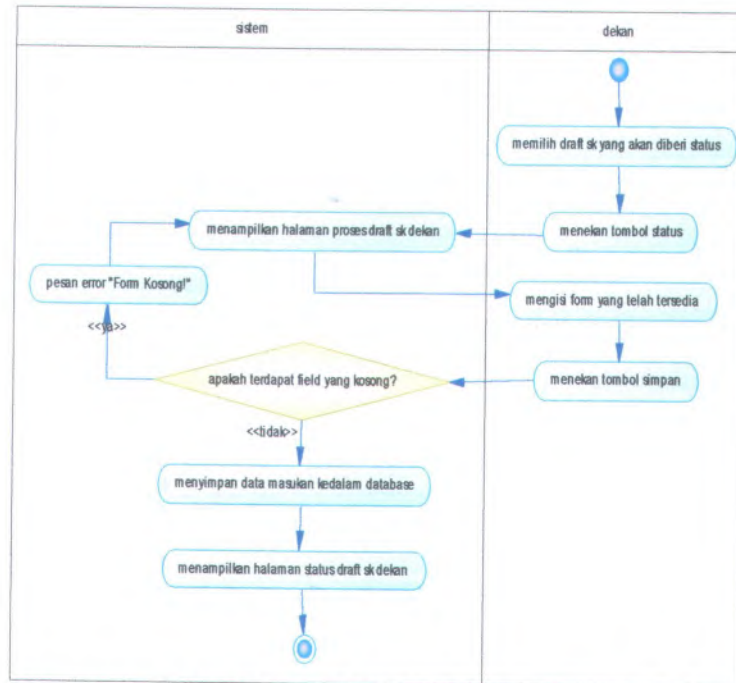 sistem
dekan
memilih draft sk yang akan diberi status
menampilkan halaman proses draft sk dekan
menekan tombol status
pesan error "Form Kosong!"
mengisi form yang telah tersedia
<<ya>>
apakah terdapat field yang kosong?
menekan tombol simpan
<<tidak>>
menyimpan data masukan kedalam database
menampilkan halaman status draft sk dekan